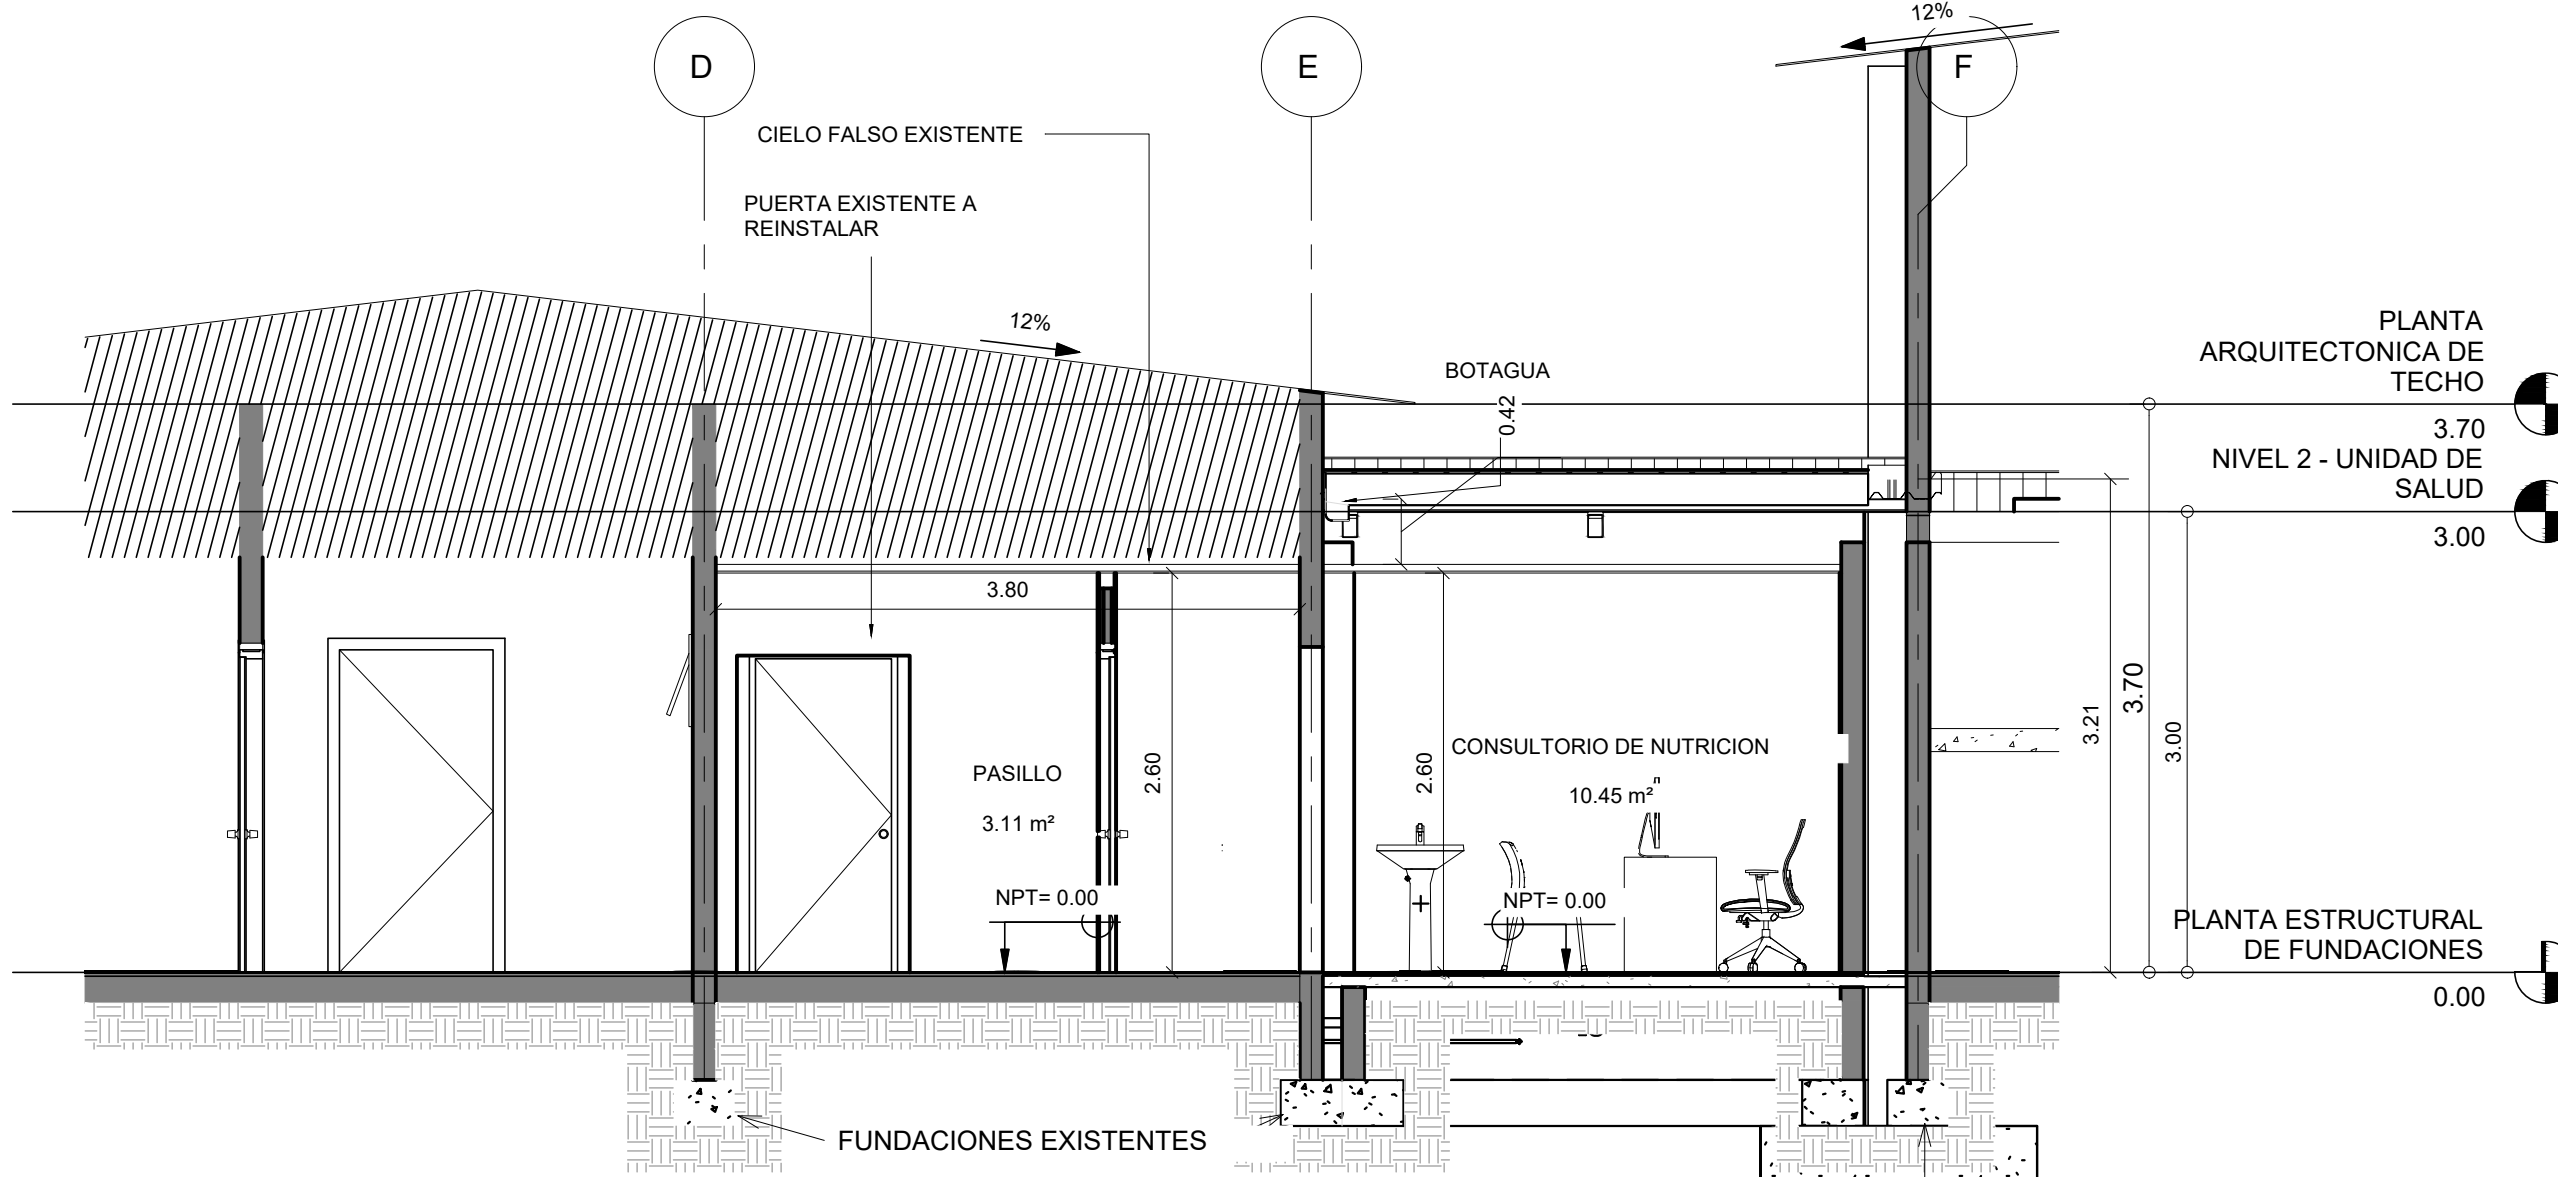 12%
D
E
F
CIELO FALSO EXISTENTE
PUERTA EXISTENTE A
REINSTALAR
12%
BOTAGUA
0.42
PLANTA
ARQUITECTONICA DE
TECHO
3.70
NIVEL 2 - UNIDAD DE
SALUD
3.00
3.80
2.60
2.60
PASILLO
3.11 m²
CONSULTORIO DE NUTRICION
10.45 m²
3.21
3.70
3.00
NPT= 0.00
NPT= 0.00
PLANTA ESTRUCTURAL
DE FUNDACIONES
0.00
FUNDACIONES EXISTENTES